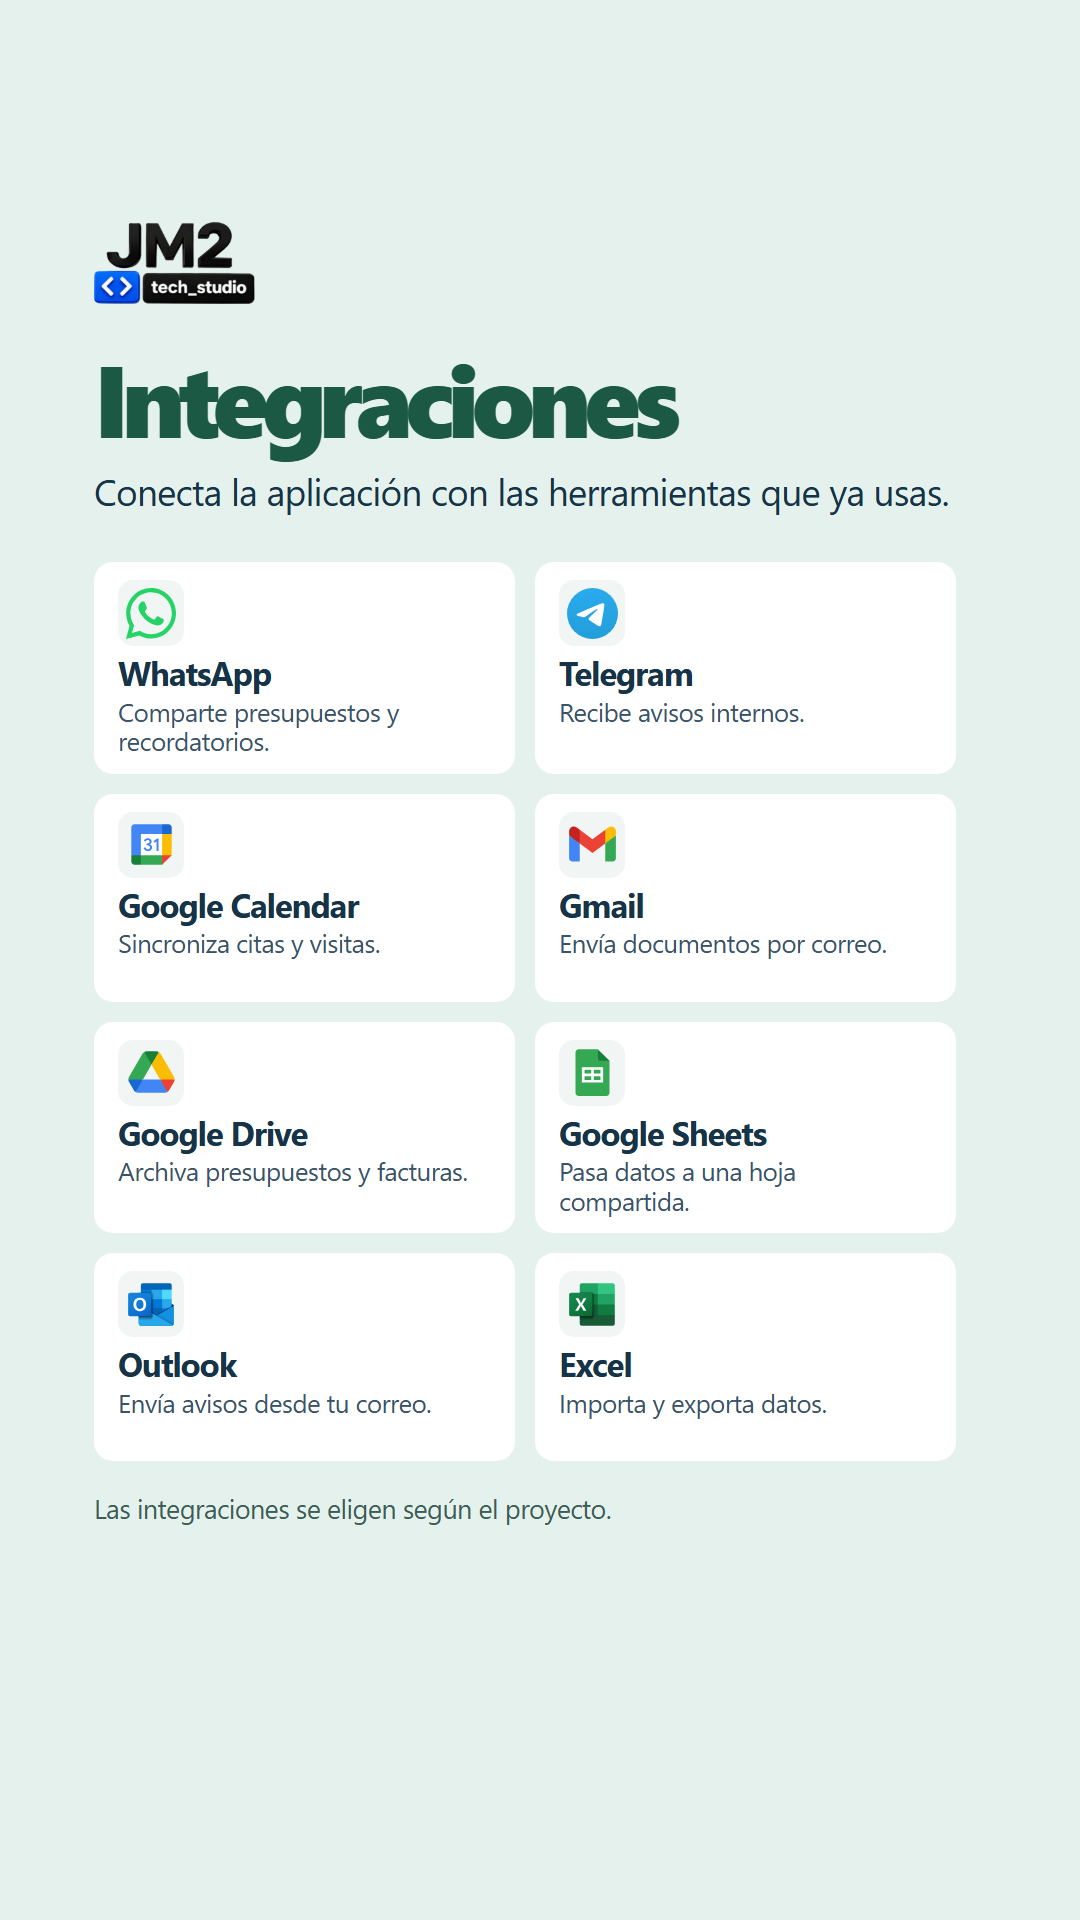 JM2
<> tech_studio
Integraciones
Conecta la aplicación con las herramientas que ya usas.
WhatsApp
Comparte presupuestos y
recordatorios.
Telegram
Recibe avisos internos.
31
Google Calendar
Sincroniza citas y visitas.
Gmail
Envía documentos por correo.
Google Drive
Archiva presupuestos y facturas.
Google Sheets
Pasa datos a una hoja
compartida.
O
Outlook
Envía avisos desde tu correo.
X
Excel
Importa y exporta datos.
Las integraciones se eligen según el proyecto.